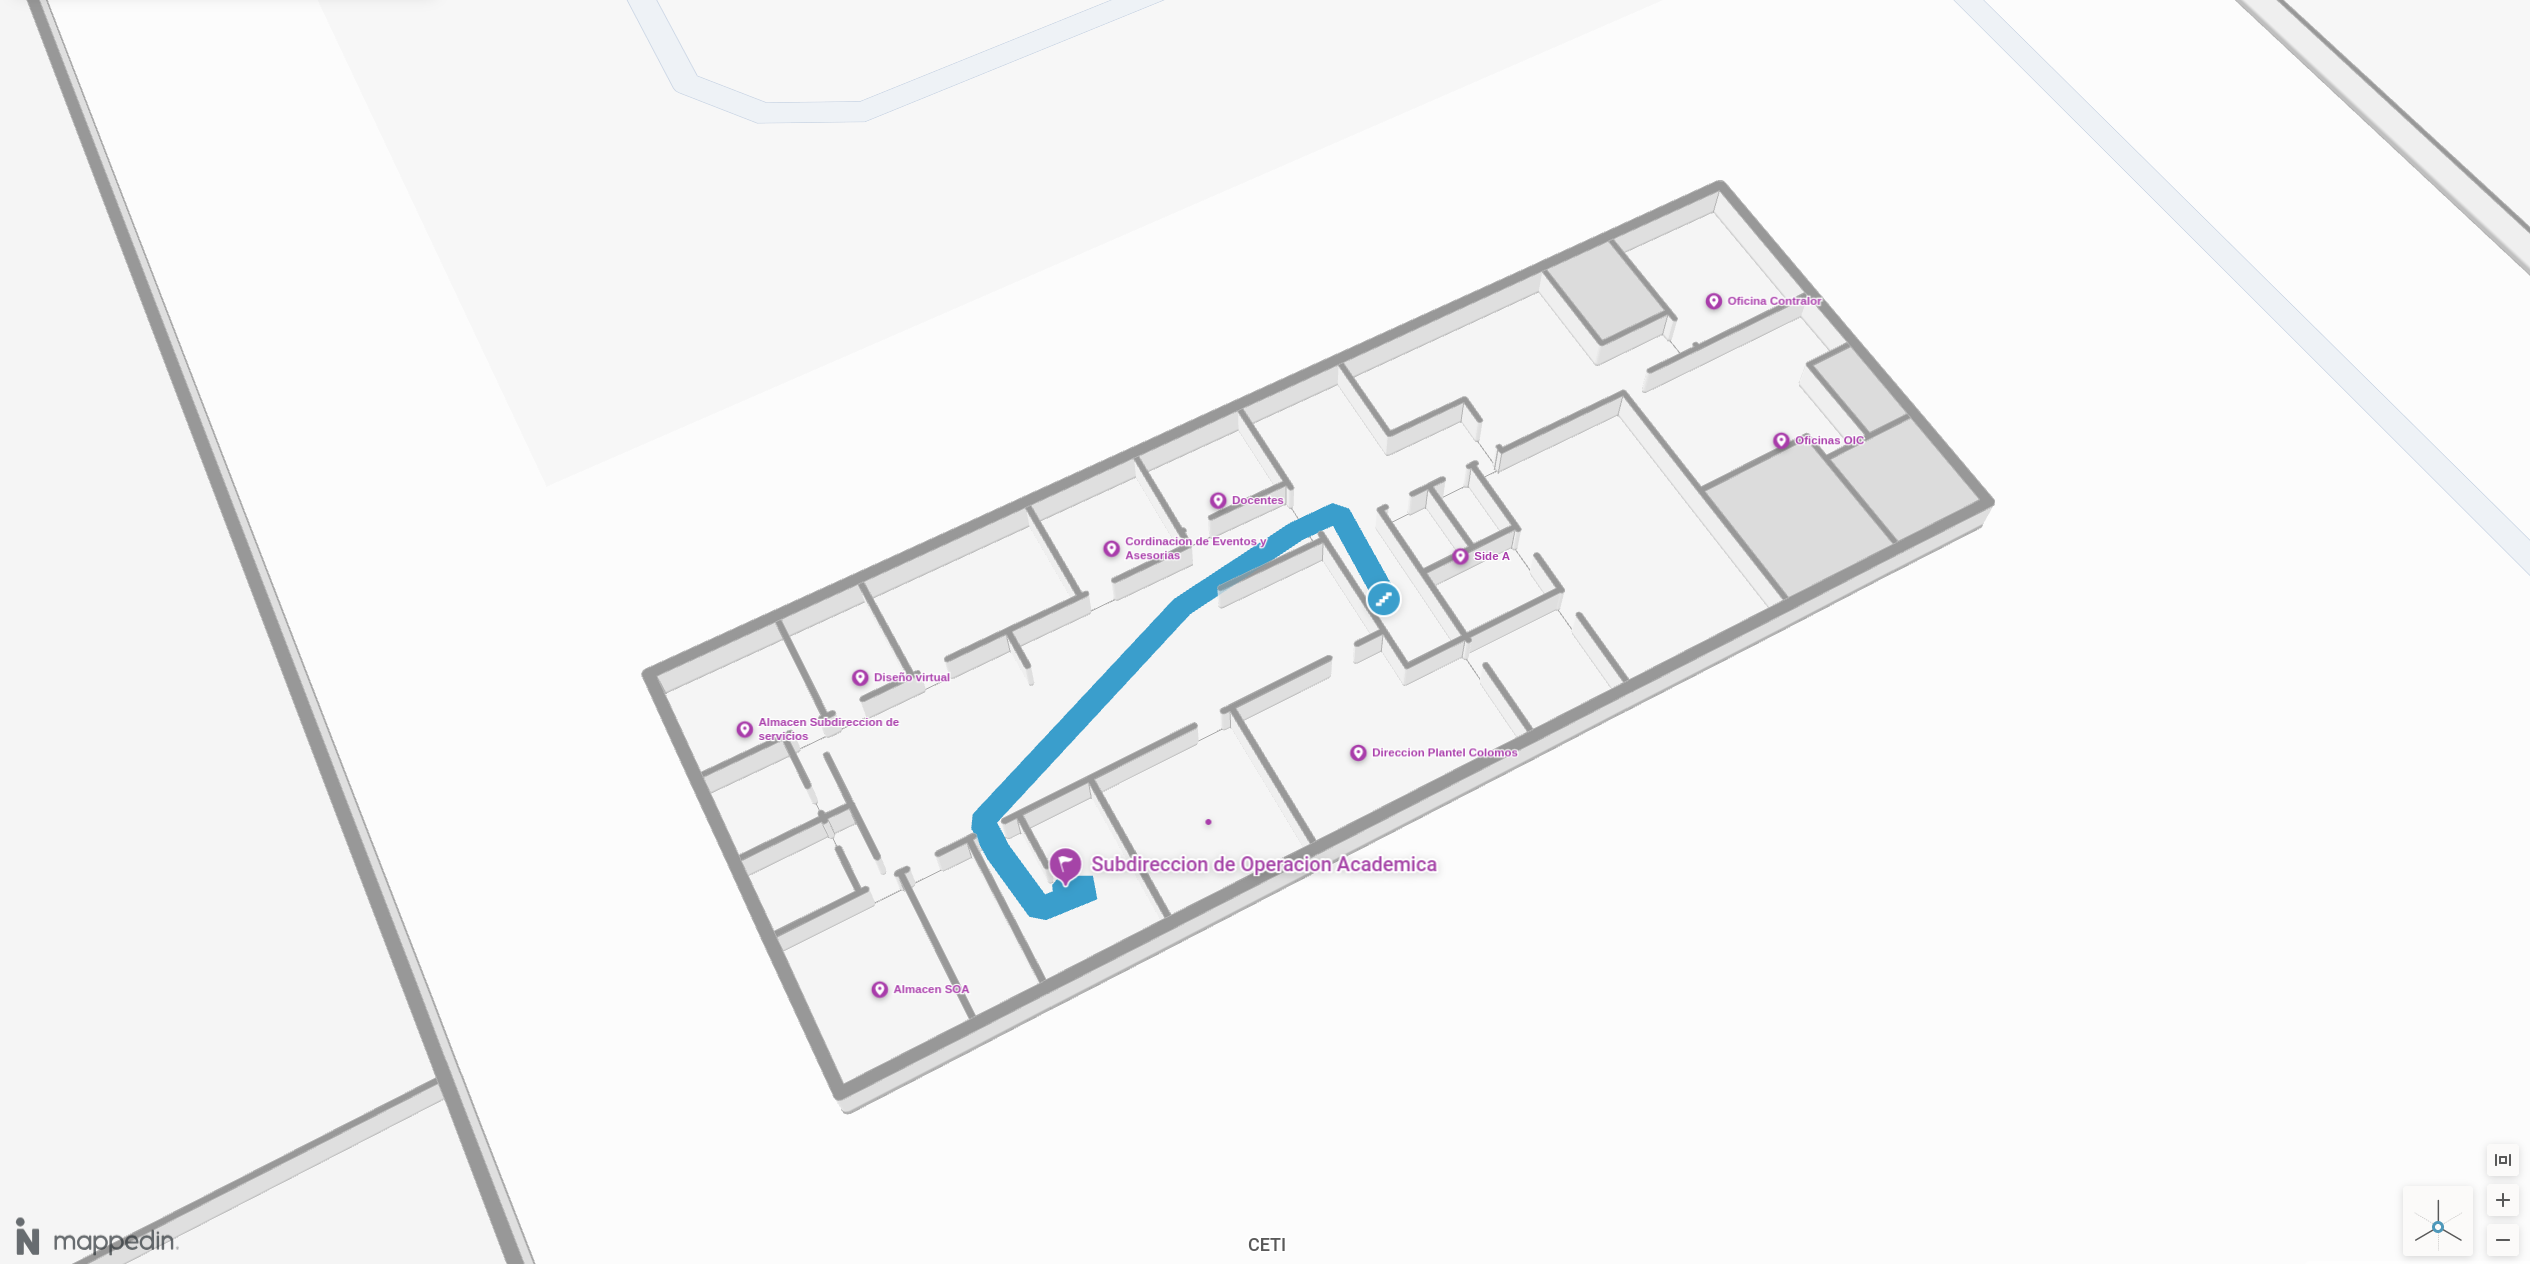 Oficina Contralor
Oficinas OIC
Docentes
Cordinacion de Eventos y
Asesorias
Side A
Diseño virtual
Almacen Subdireccion de
servicios
Direccion Plantel Colomos
Subdireccion de Operacion Academica
Almacen SOA
mappedin.
CETI